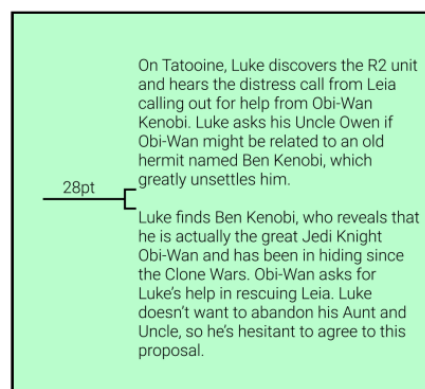 On Tatooine, Luke discovers the R2 unit
and hears the distress call from Leia
calling out for help from Obi-Wan
Kenobi. Luke asks his Uncle Owen if
Obi-Wan might be related to an old
hermit named Ben Kenobi, which
greatly unsettles him.
28pt
Luke finds Ben Kenobi, who reveals that
he is actually the great Jedi Knight
Obi-Wan and has been in hiding since
the Clone Wars. Obi-Wan asks for
Luke’s help in rescuing Leia. Luke
doesn’t want to abandon his Aunt and
Uncle, so he’s hesitant to agree to this
proposal.